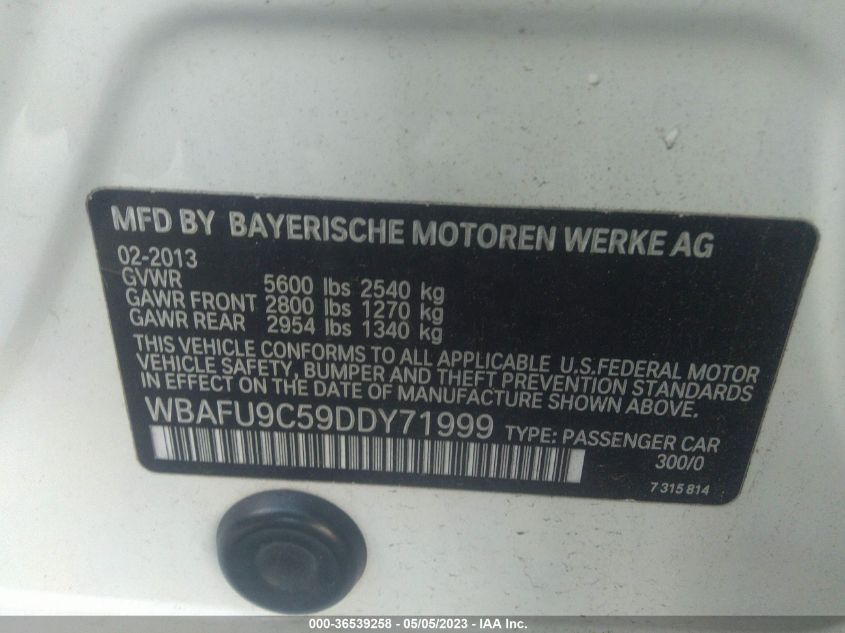 MFD BY BAYERISCHE MOTOREN WERKE AG
02-2013
GVWR 5600 lbs 2540 kg
GAWR FRONT 2800 lbs 1270 kg
GAWR REAR 2954 lbs 1340 kg
THIS VEHICLE CONFORMS TO ALL APPLICABLE U.S.FEDERAL MOTOR
VEHICLE SAFETY, BUMPER AND THEFT PREVENTION STANDARDS
IN EFFECT ON THE DATE OF MANUFACTURE SHOWN ABOVE.
WBAFU9C59DDY71999 TYPE: PASSENGER CAR
300/0
7 315 814
000-36539258 - 05/05/2023 - IAA Inc.